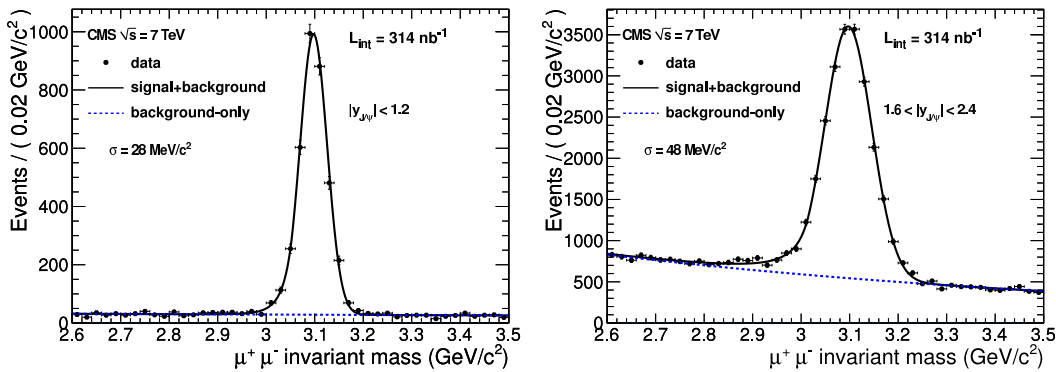 CMS √s = 7 TeV
L_int = 314 nb⁻¹
data
signal+background
background-only
|y_J/ψ| < 1.2
σ = 28 MeV/c²
Events / ( 0.02 GeV/c² )
1000
800
600
400
200
0
2.6 2.7 2.8 2.9 3 3.1 3.2 3.3 3.4 3.5
μ⁺ μ⁻ invariant mass (GeV/c²)
CMS √s = 7 TeV
L_int = 314 nb⁻¹
data
signal+background
background-only
1.6 < |y_J/ψ| < 2.4
σ = 48 MeV/c²
Events / ( 0.02 GeV/c² )
3500
3000
2500
2000
1500
1000
500
0
2.6 2.7 2.8 2.9 3 3.1 3.2 3.3 3.4 3.5
μ⁺ μ⁻ invariant mass (GeV/c²)